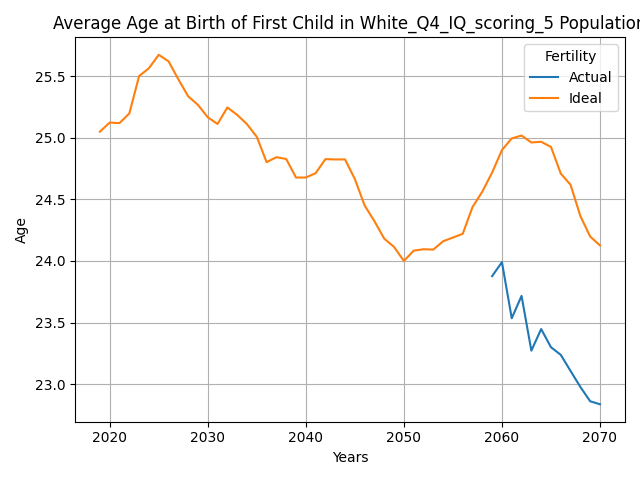 Average Age at Birth of First Child in White_Q4_IQ_scoring_5 Population
Fertility
Actual
Ideal
25.5
25.0
24.5
24.0
23.5
23.0
Age
2020 2030 2040 2050 2060 2070
Years